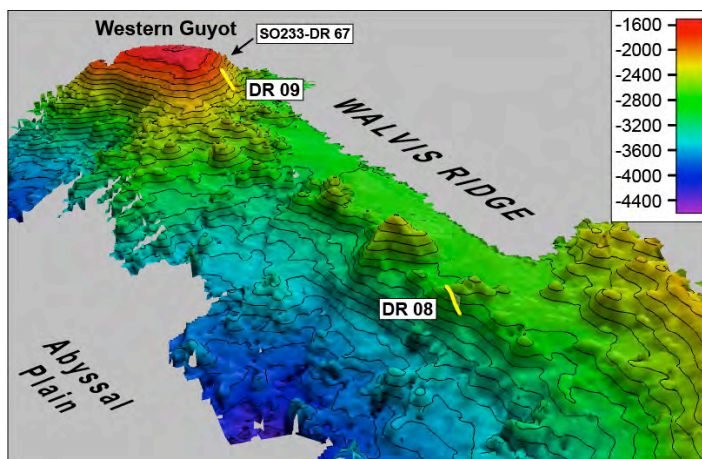 Western Guyot
SO233-DR 67
DR 09
WALVIS RIDGE
DR 08
Abyssal
Plain
-1600
-2000
-2400
-2800
-3200
-3600
-4000
-4400